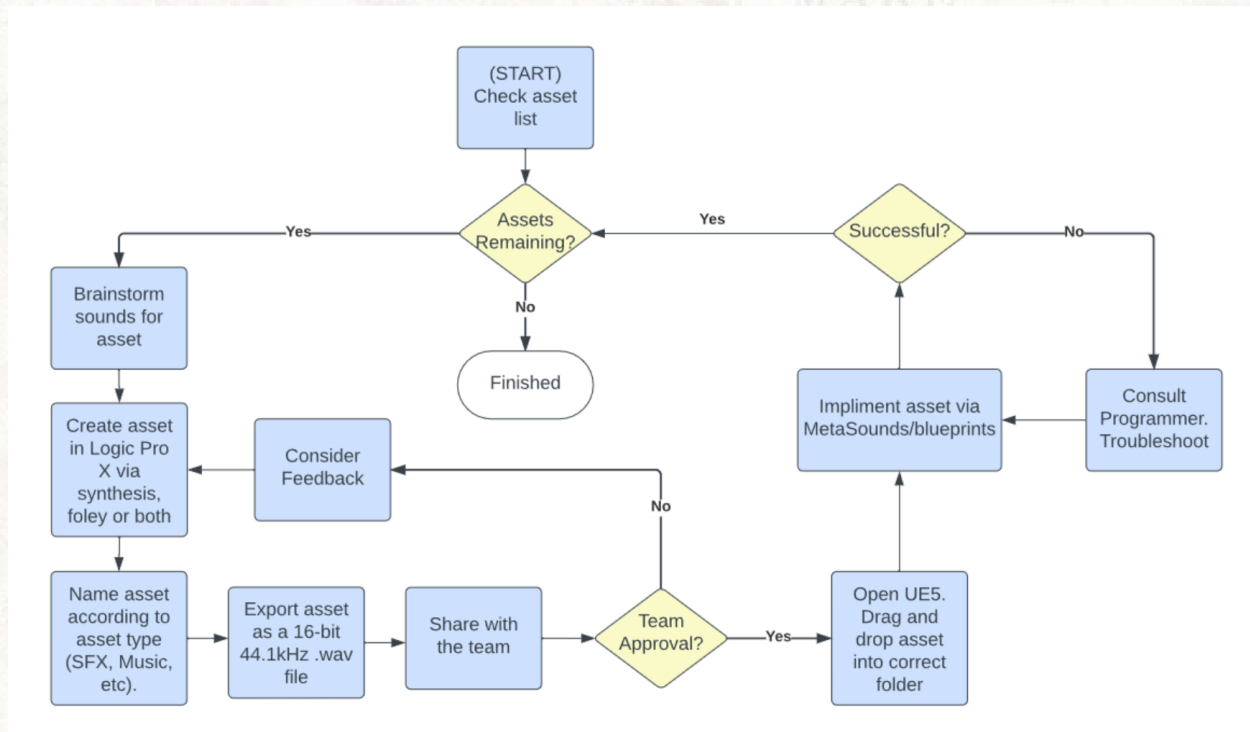 (START)
Check asset
list
Assets
Remaining?
Yes
No
Finished
Yes
Successful?
No
Brainstorm
sounds for
asset
Create asset
in Logic Pro
X via
synthesis,
foley or both
Consider
Feedback
No
Impliment asset via
MetaSounds/blueprints
Consult
Programmer.
Troubleshoot
Name asset
according to
asset type
(SFX, Music,
etc).
Export asset
as a 16-bit
44.1kHz .wav
file
Share with
the team
Team
Approval?
Yes
Open UE5.
Drag and
drop asset
into correct
folder